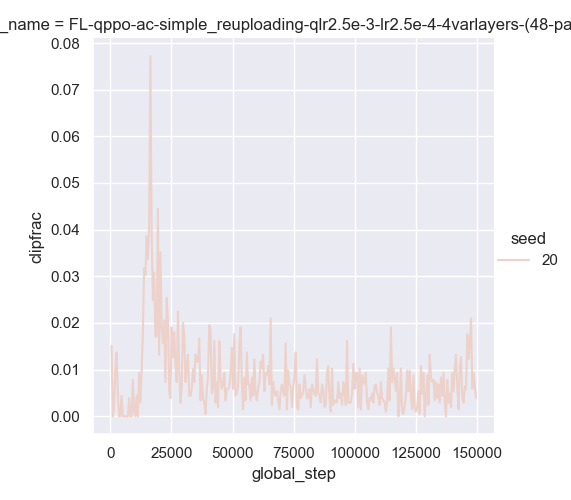 _name = FL-qppo-ac-simple_reuploading-qlr2.5e-3-lr2.5e-4-4varlayers-(48-pa
0.08
0.07
0.06
0.05
0.04
0.03
0.02
0.01
0.00
clipfrac
0 25000 50000 75000 100000 125000 150000
global_step
seed
20